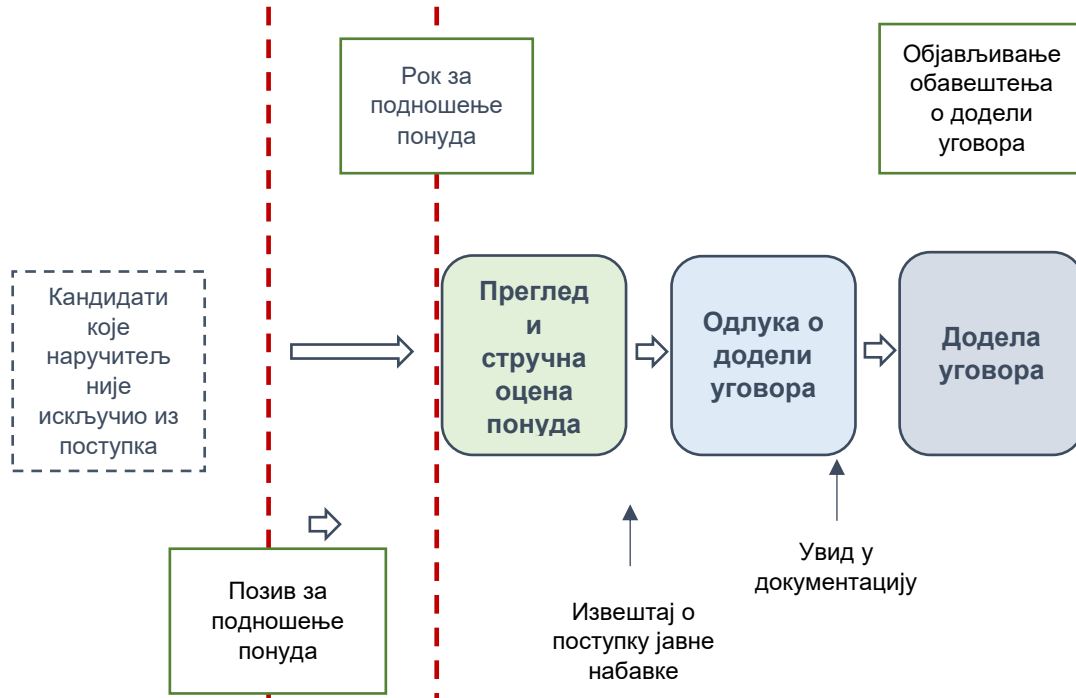 Рок за
подношење
понуда
Објављивање
обавештења
о додели
уговора
Кандидати
које
наручитељ
није
искључио из
поступка
Преглед
и
стручна
оцена
понуда
Одлука о
додели
уговора
Додела
уговора
Позив за
подношење
понуда
Извештај о
поступку јавне
набавке
Увид у
документацију